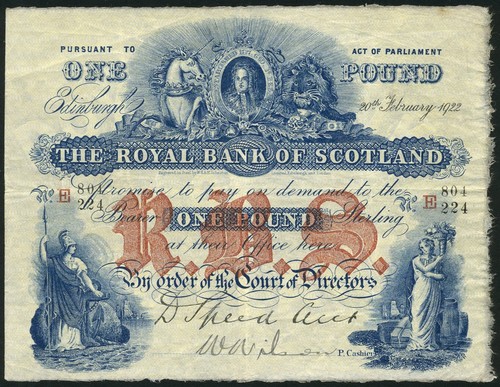 PURSUANT TO ACT OF PARLIAMENT
ONE POUND
Edinburgh 20th February 1922
THE ROYAL BANK OF SCOTLAND
No E 804/224 Promise to pay on demand to the No E 804/224
Bearer ONE POUND Sterling
R.B.S.
at their Office here
By order of the Court of Directors
D Speed Acct
W Wilson P. Cashier